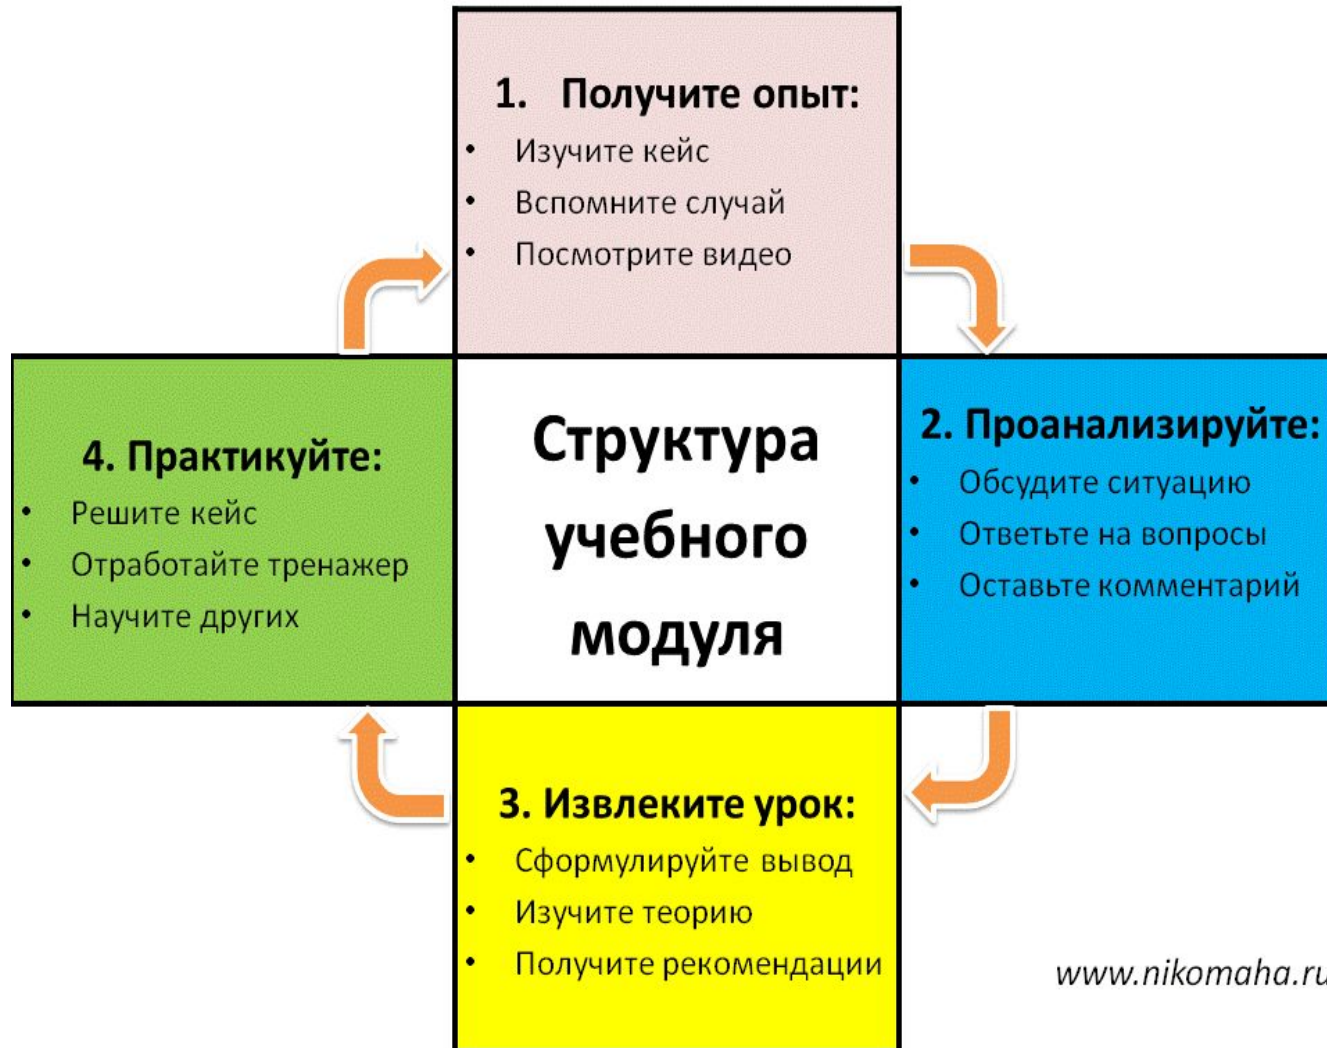 1. Получите опыт:
• Изучите кейс
• Вспомните случай
• Посмотрите видео
2. Проанализируйте:
• Обсудите ситуацию
• Ответьте на вопросы
• Оставьте комментарий
3. Извлеките урок:
• Сформулируйте вывод
• Изучите теорию
• Получите рекомендации
4. Практикуйте:
• Решите кейс
• Отработайте тренажер
• Научите других
Структура
учебного
модуля
www.nikomaha.ru